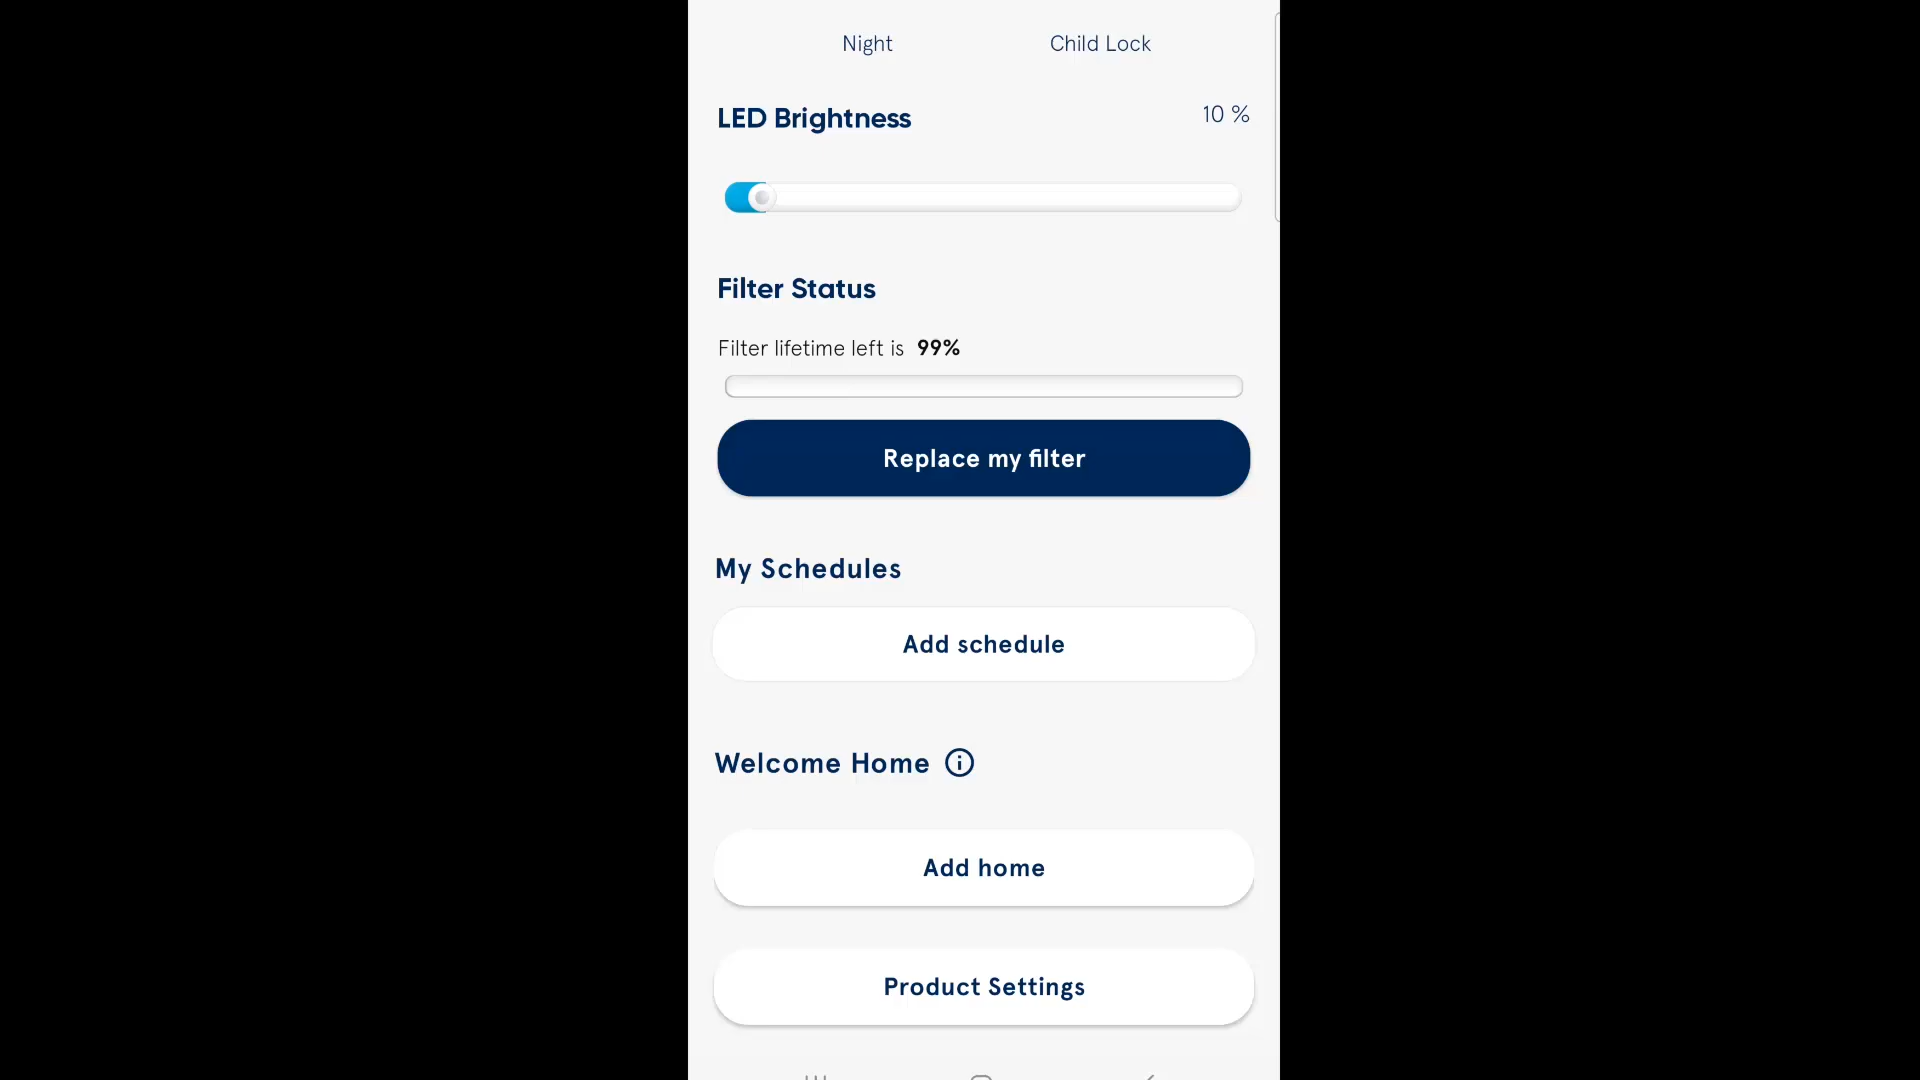 Night Child Lock
LED Brightness 10 %
Filter Status
Filter lifetime left is 99%
Replace my filter
My Schedules
Add schedule
Welcome Home
Add home
Product Settings